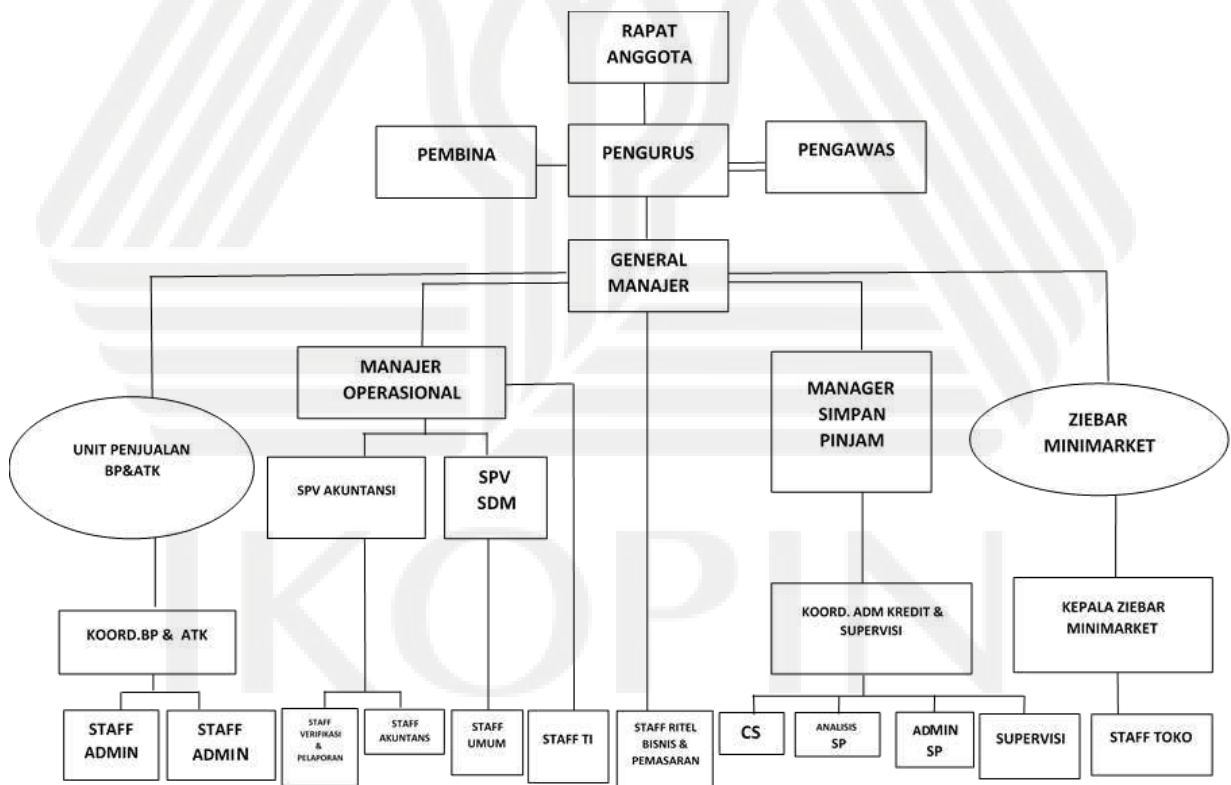 RAPAT
ANGGOTA
PEMBINA
PENGURUS
PENGAWAS
GENERAL
MANAJER
MANAJER
OPERASIONAL
MANAGER
SIMPAN
PINJAM
ZIEBAR
MINIMARKET
UNIT PENJUALAN
BP&ATK
SPV AKUNTANSI
SPV
SDM
KOORD.BP & ATK
KOORD. ADM KREDIT &
SUPERVISI
KEPALA ZIEBAR
MINIMARKET
STAFF
ADMIN
STAFF
ADMIN
STAFF
VERIFIKASI
&
PELAPORAN
STAFF
AKUNTANS
STAFF
UMUM
STAFF TI
STAFF RITEL
BISNIS &
PEMASARAN
CS
ANALISIS
SP
ADMIN
SP
SUPERVISI
STAFF TOKO
IKOPIN